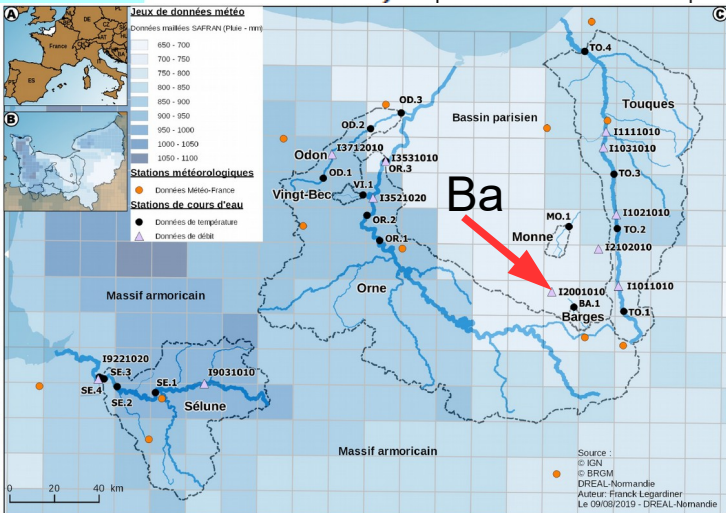 A
PL
DE
CZ
France
ES
B
Jeux de données météo
Données maillées SAFRAN (Pluie - mm)
650 - 700
700 - 750
750 - 800
800 - 850
850 - 900
900 - 950
950 - 1000
1000 - 1050
1050 - 1100
Stations météorologiques
Données Météo-France
Stations de cours d'eau
Données de température
Données de débit
C
TO.4
Touques
I1111010
I1031010
TO.3
I1021010
TO.2
I2102010
I1011010
TO.1
Bassin parisien
OD.3
OD.2
Odon
I3712010
OD.1
I3531010
OR.3
Vingt-Bec
VI.1
I3521020
OR.2
OR.1
Orne
Ba
MO.1
Monne
I2001010
BA.1
Barges
Massif armoricain
I9221020
SE.3
SE.4
SE.2
SE.1
I9031010
Sélune
Massif armoricain
0 20 40 km
Source :
© IGN
© BRGM
DREAL-Normandie
Auteur: Franck Legardiner
Le 09/08/2019 - DREAL-Normandie